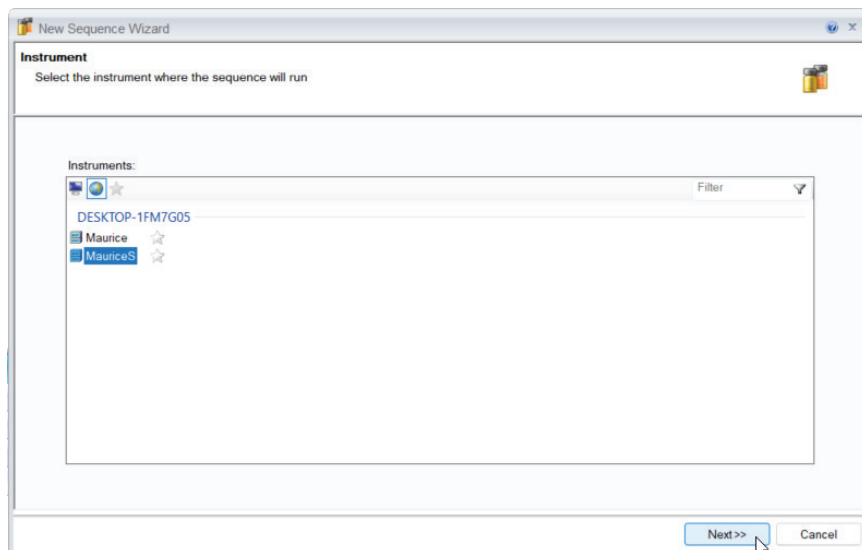 New Sequence Wizard
Instrument
Select the instrument where the sequence will run
Instruments:
Filter
DESKTOP-1FM7G05
Maurice
MauriceS
Next>> Cancel